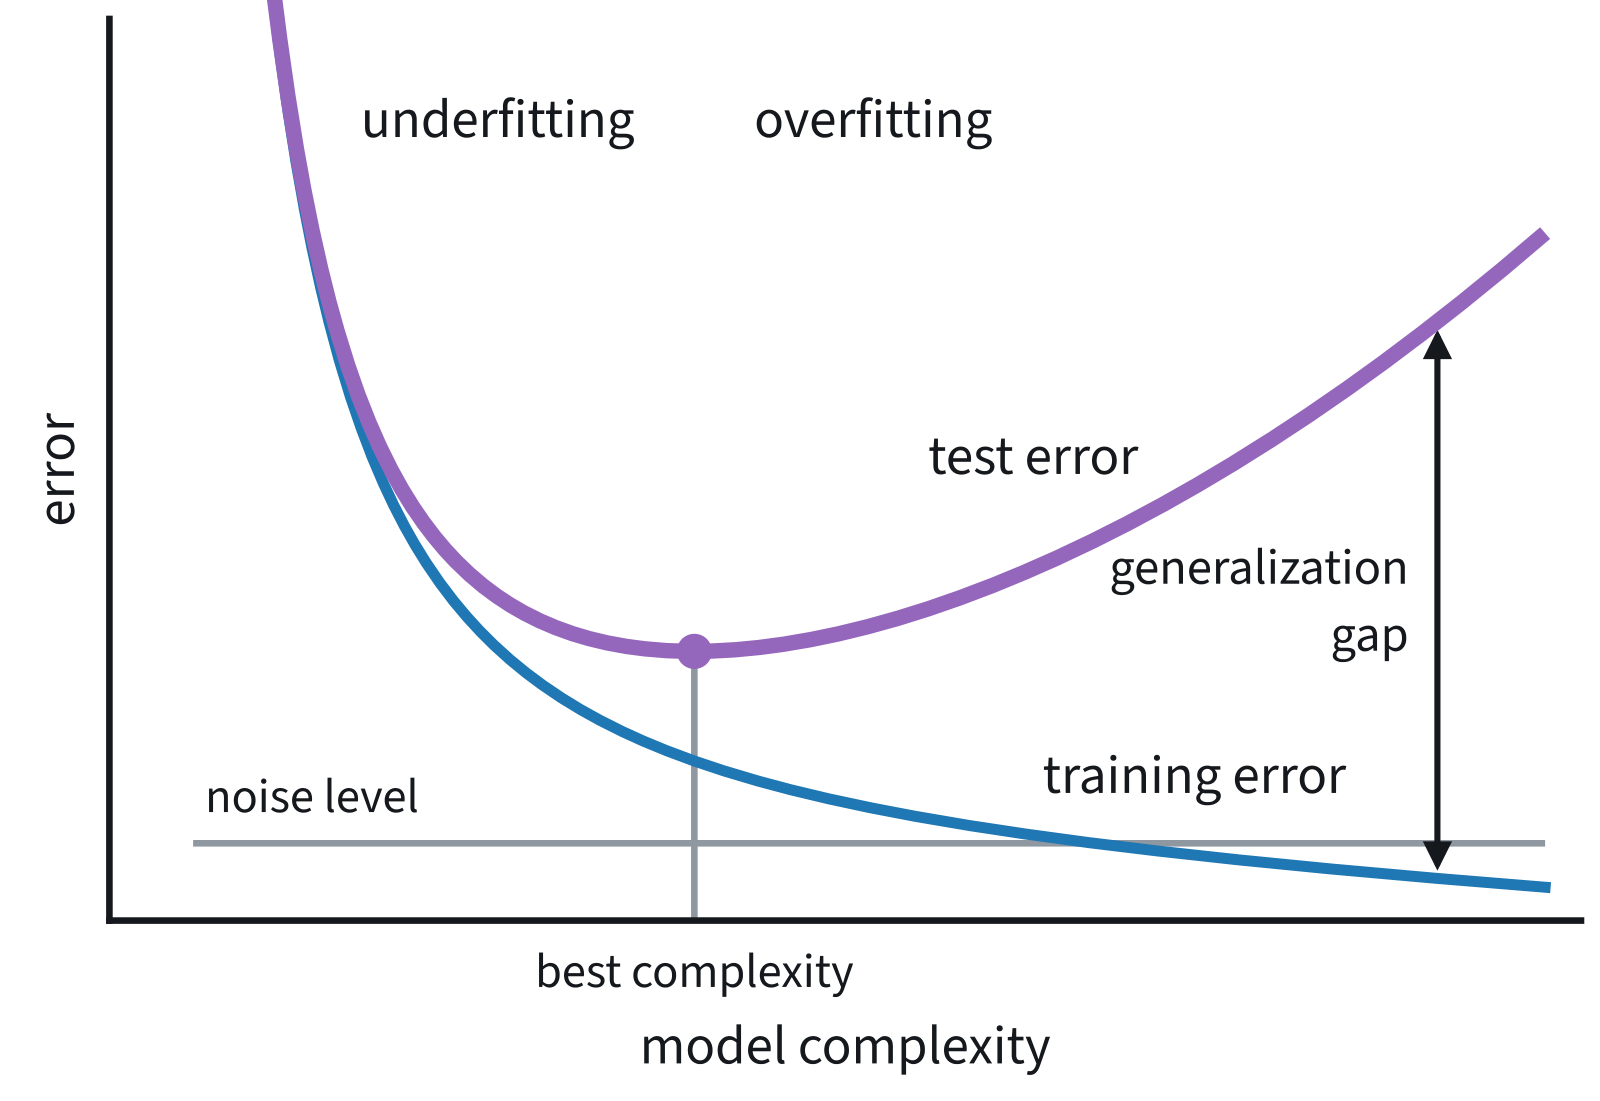 underfitting
overfitting
error
test error
generalization
gap
training error
noise level
best complexity
model complexity